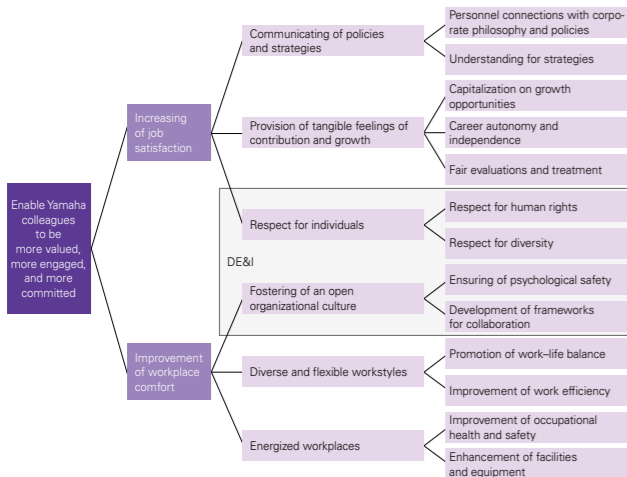 Enable Yamaha
colleagues
to be
more valued,
more engaged,
and more
committed
Increasing
of job
satisfaction
Improvement
of workplace
comfort
Communicating of policies
and strategies
Provision of tangible feelings of
contribution and growth
Respect for individuals
DE&I
Fostering of an open
organizational culture
Diverse and flexible workstyles
Energized workplaces
Personnel connections with corpo-
rate philosophy and policies
Understanding for strategies
Capitalization on growth
opportunities
Career autonomy and
independence
Fair evaluations and treatment
Respect for human rights
Respect for diversity
Ensuring of psychological safety
Development of frameworks
for collaboration
Promotion of work–life balance
Improvement of work efficiency
Improvement of occupational
health and safety
Enhancement of facilities
and equipment